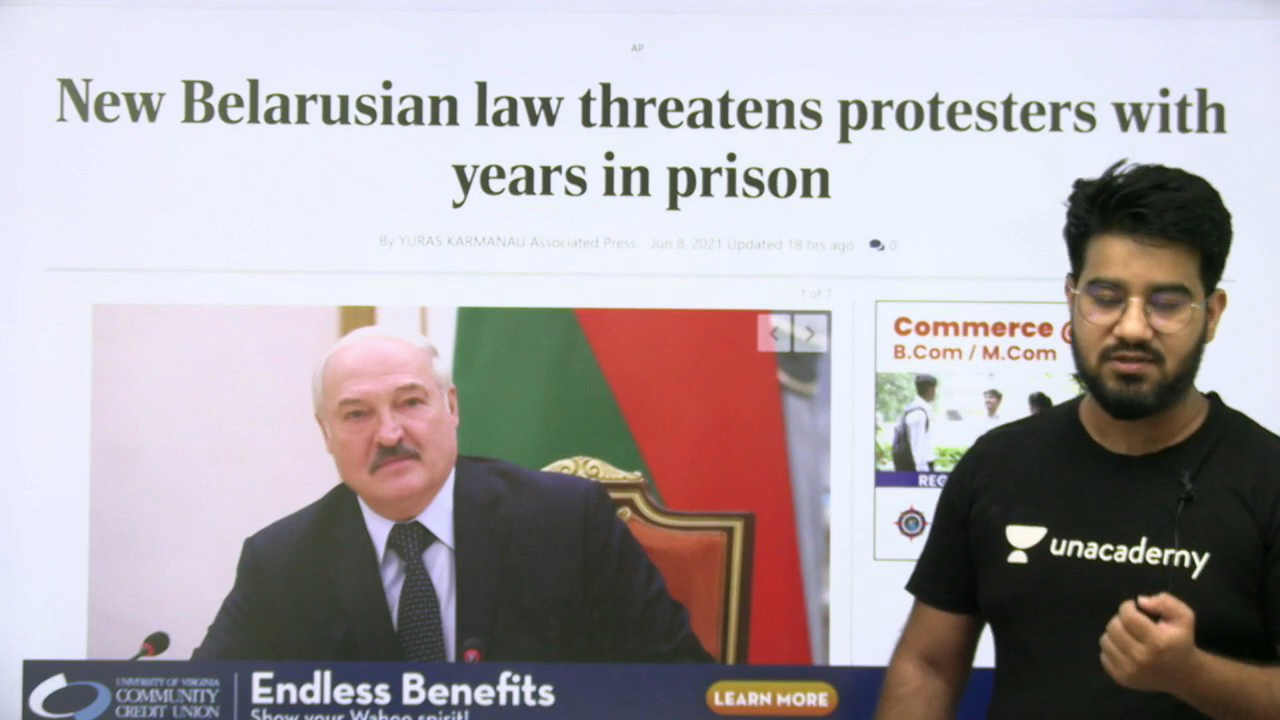 AP
New Belarusian law threatens protesters with
years in prison
By YURAS KARMANAU Associated Press Jun 8, 2021 Updated 18 hrs ago 0
1 of 7
Commerce
B.Com / M.Com
unacademy
UNIVERSITY OF VIRGINIA
COMMUNITY
CREDIT UNION
Endless Benefits
Show your Wahoo spirit!
LEARN MORE